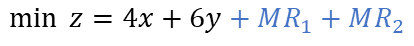 min z = 4x + 6y + MR₁ + MR₂